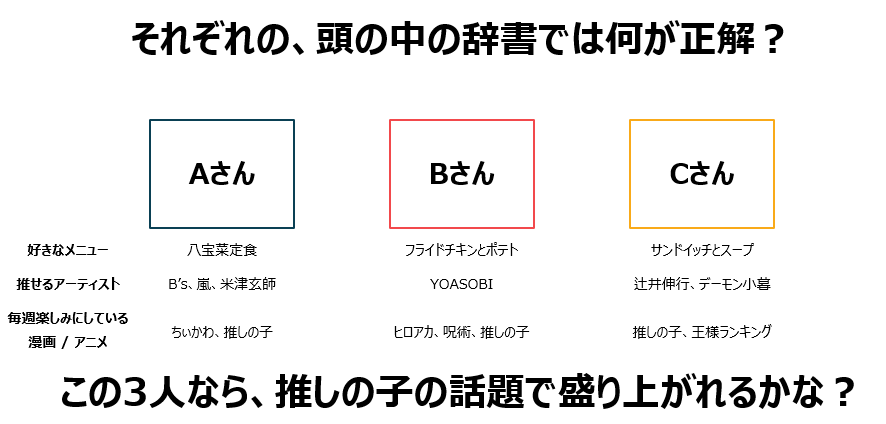 それぞれの、頭の中の辞書では何が正解？
Aさん Bさん Cさん
好きなメニュー 八宝菜定食 フライドチキンとポテト サンドイッチとスープ
推せるアーティスト B’s、嵐、米津玄師 YOASOBI 辻井伸行、デーモン小暮
毎週楽しみにしている
漫画 / アニメ ちいかわ、推しの子 ヒロアカ、呪術、推しの子 推しの子、王様ランキング
この3人なら、推しの子の話題で盛り上がれるかな？